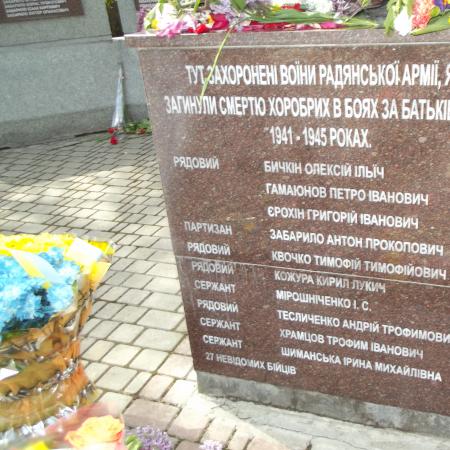 ТУТ ЗАХОРОНЕНІ ВОЇНИ РАДЯНСЬКОЇ АРМІЇ, Я
ЗАГИНУЛИ СМЕРТЮ ХОРОБРИХ В БОЯХ ЗА БАТЬКІ
1941 - 1945 РОКАХ.
РЯДОВИЙ БИЧКІН ОЛЕКСІЙ ІЛЬЇЧ
ГАМАЮНОВ ПЕТРО ІВАНОВИЧ
ЄРОХІН ГРИГОРІЙ ІВАНОВИЧ
ПАРТИЗАН ЗАБАРИЛО АНТОН ПРОКОПОВИЧ
РЯДОВИЙ КВОЧКО ТИМОФІЙ ТИМОФІЙОВИЧ
РЯДОВИЙ КОЖУРА КИРИЛ ЛУКИЧ
СЕРЖАНТ МІРОШНІЧЕНКО І. С.
РЯДОВИЙ ТЕСЛИЧЕНКО АНДРІЙ ТРОФИМОВИ
СЕРЖАНТ ХРАМЦОВ ТРОФИМ ІВАНОВИЧ
СЕРЖАНТ ШИМАНСЬКА ІРИНА МИХАЙЛІВНА
27 НЕВІДОМИХ БІЙЦІВ